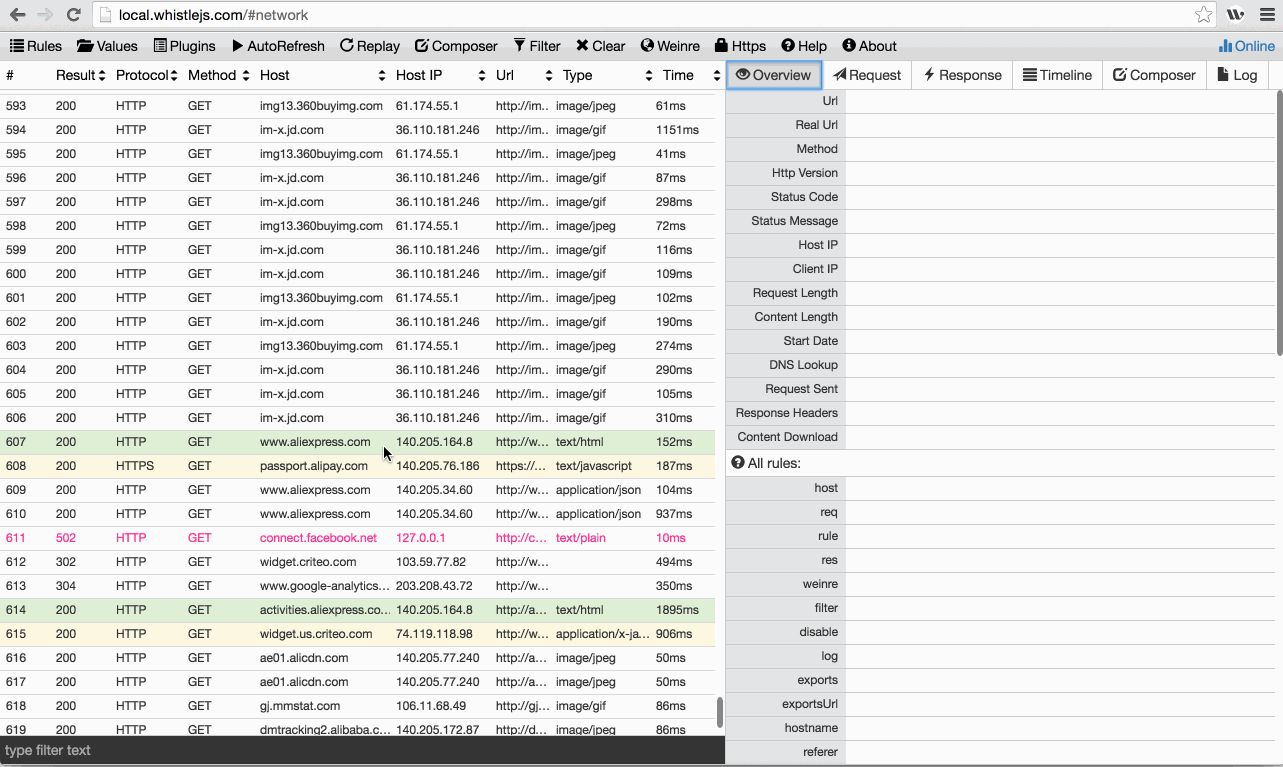 local.whistlejs.com/#network
Rules Values Plugins AutoRefresh Replay Composer Filter Clear Weinre Https Help About Online
# Result Protocol Method Host Host IP Url Type Time
593 200 HTTP GET img13.360buyimg.com 61.174.55.1 http://im.. image/jpeg 61ms
594 200 HTTP GET im-x.jd.com 36.110.181.246 http://im.. image/gif 1151ms
595 200 HTTP GET img13.360buyimg.com 61.174.55.1 http://im.. image/jpeg 41ms
596 200 HTTP GET im-x.jd.com 36.110.181.246 http://im.. image/gif 87ms
597 200 HTTP GET im-x.jd.com 36.110.181.246 http://im.. image/gif 298ms
598 200 HTTP GET img13.360buyimg.com 61.174.55.1 http://im.. image/jpeg 72ms
599 200 HTTP GET im-x.jd.com 36.110.181.246 http://im.. image/gif 116ms
600 200 HTTP GET im-x.jd.com 36.110.181.246 http://im.. image/gif 109ms
601 200 HTTP GET img13.360buyimg.com 61.174.55.1 http://im.. image/jpeg 102ms
602 200 HTTP GET im-x.jd.com 36.110.181.246 http://im.. image/gif 190ms
603 200 HTTP GET img13.360buyimg.com 61.174.55.1 http://im.. image/jpeg 274ms
604 200 HTTP GET im-x.jd.com 36.110.181.246 http://im.. image/gif 290ms
605 200 HTTP GET im-x.jd.com 36.110.181.246 http://im.. image/gif 105ms
606 200 HTTP GET im-x.jd.com 36.110.181.246 http://im.. image/gif 310ms
607 200 HTTP GET www.aliexpress.com 140.205.164.8 http://w... text/html 152ms
608 200 HTTPS GET passport.alipay.com 140.205.76.186 https://... text/javascript 187ms
609 200 HTTP GET www.aliexpress.com 140.205.34.60 http://w... application/json 104ms
610 200 HTTP GET www.aliexpress.com 140.205.34.60 http://w... application/json 937ms
611 502 HTTP GET connect.facebook.net 127.0.0.1 http://c... text/plain 10ms
612 302 HTTP GET widget.criteo.com 103.59.77.82 http://w... 494ms
613 304 HTTP GET www.google-analytics... 203.208.43.72 http://w... 350ms
614 200 HTTP GET activities.aliexpress.co... 140.205.164.8 http://a... text/html 1895ms
615 200 HTTP GET widget.us.criteo.com 74.119.118.98 http://w... application/x-ja... 906ms
616 200 HTTP GET ae01.alicdn.com 140.205.77.240 http://a... image/jpeg 50ms
617 200 HTTP GET ae01.alicdn.com 140.205.77.240 http://a... image/jpeg 50ms
618 200 HTTP GET gj.mmstat.com 106.11.68.49 http://gj... image/gif 86ms
619 200 HTTP GET dmtracking2.alibaba.c... 140.205.172.87 http://d... image/jpeg 86ms
type filter text
Overview Request Response Timeline Composer Log
Url
Real Url
Method
Http Version
Status Code
Status Message
Host IP
Client IP
Request Length
Content Length
Start Date
DNS Lookup
Request Sent
Response Headers
Content Download
All rules:
host
req
rule
res
weinre
filter
disable
log
exports
exportsUrl
hostname
referer